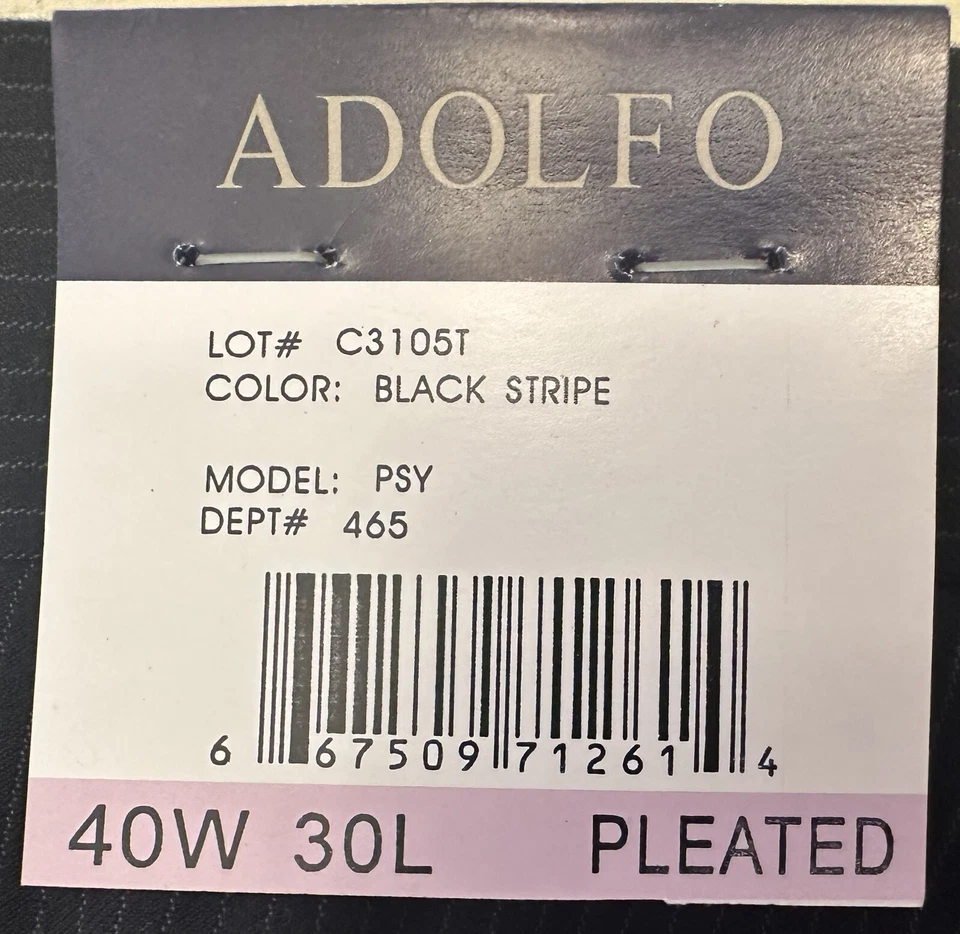 ADOLFO
LOT# C3105T
COLOR: BLACK STRIPE
MODEL: PSY
DEPT# 465
6 67509 71261 4
40W 30L PLEATED